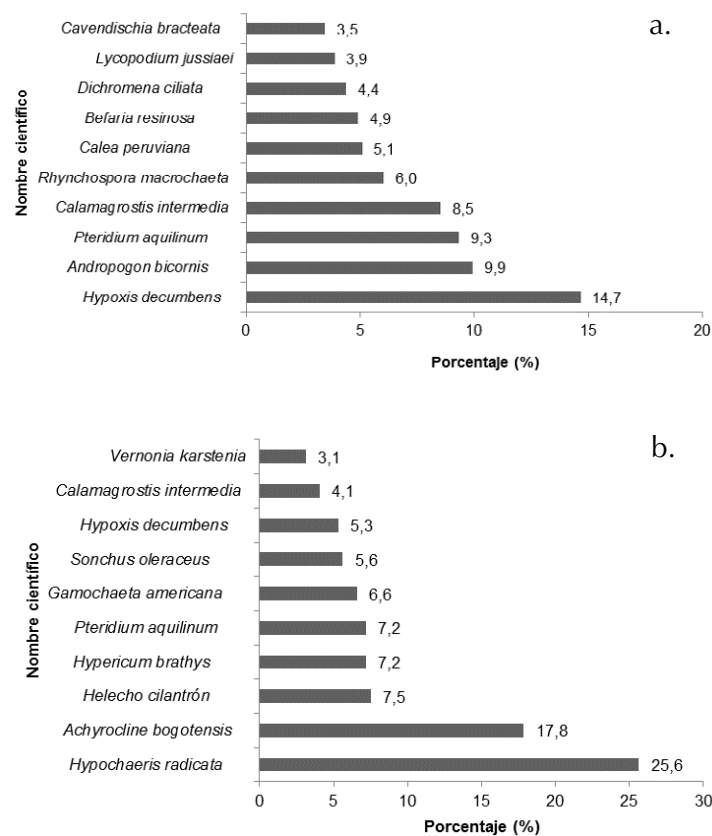 a.
Nombre científico
Cavendischia bracteata 3,5
Lycopodium jussiaei 3,9
Dichromena ciliata 4,4
Befaria resinosa 4,9
Calea peruviana 5,1
Rhynchospora macrochaeta 6,0
Calamagrostis intermedia 8,5
Pteridium aquilinum 9,3
Andropogon bicornis 9,9
Hypoxis decumbens 14,7
0 5 10 15 20
Porcentaje (%)
b.
Nombre científico
Vernonia karstenia 3,1
Calamagrostis intermedia 4,1
Hypoxis decumbens 5,3
Sonchus oleraceus 5,6
Gamochaeta americana 6,6
Pteridium aquilinum 7,2
Hypericum brathys 7,2
Helecho cilantrón 7,5
Achyrocline bogotensis 17,8
Hypochaeris radicata 25,6
0 5 10 15 20 25 30
Porcentaje (%)